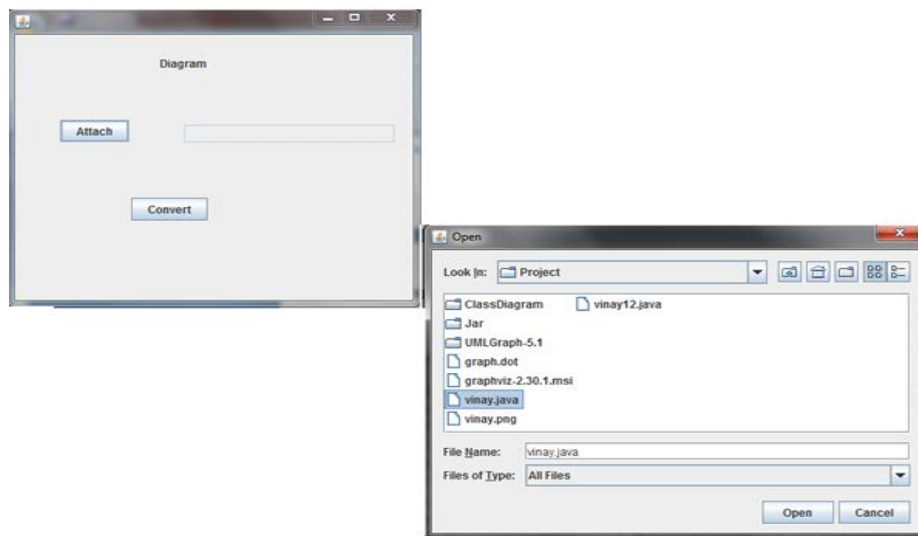 Diagram
Attach
Convert
Open
Look In: Project
ClassDiagram vinay12.java
Jar
UMLGraph-5.1
graph.dot
graphviz-2.30.1.msi
vinay.java
vinay.png
File Name: vinay.java
Files of Type: All Files
Open Cancel